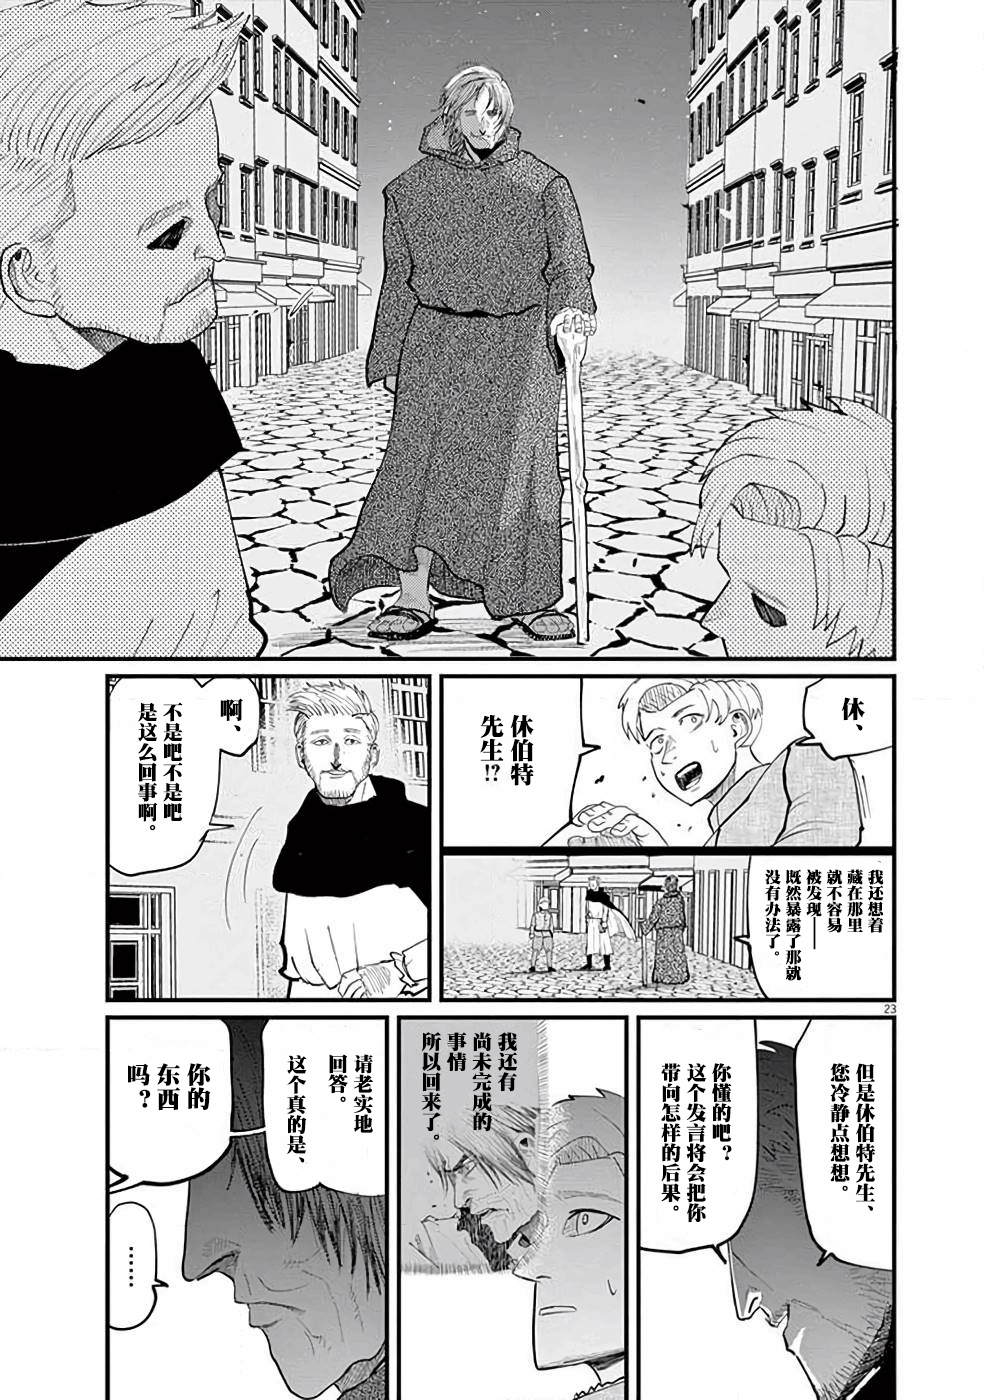 休、
休伯特
先生!?
我还想着
藏在那里
就不容易
被发现——
既然暴露了那就
没有办法了。
啊、
不是吧不是吧
是这么回事啊。
23
但是休伯特先生、
您冷静点想想。
你懂的吧？
这个发言将会把你
带向怎样的后果。
我还有
尚未完成的
事情
所以回来了。
请老实地
回答。
这个真的是、
你的
东西
吗？
……